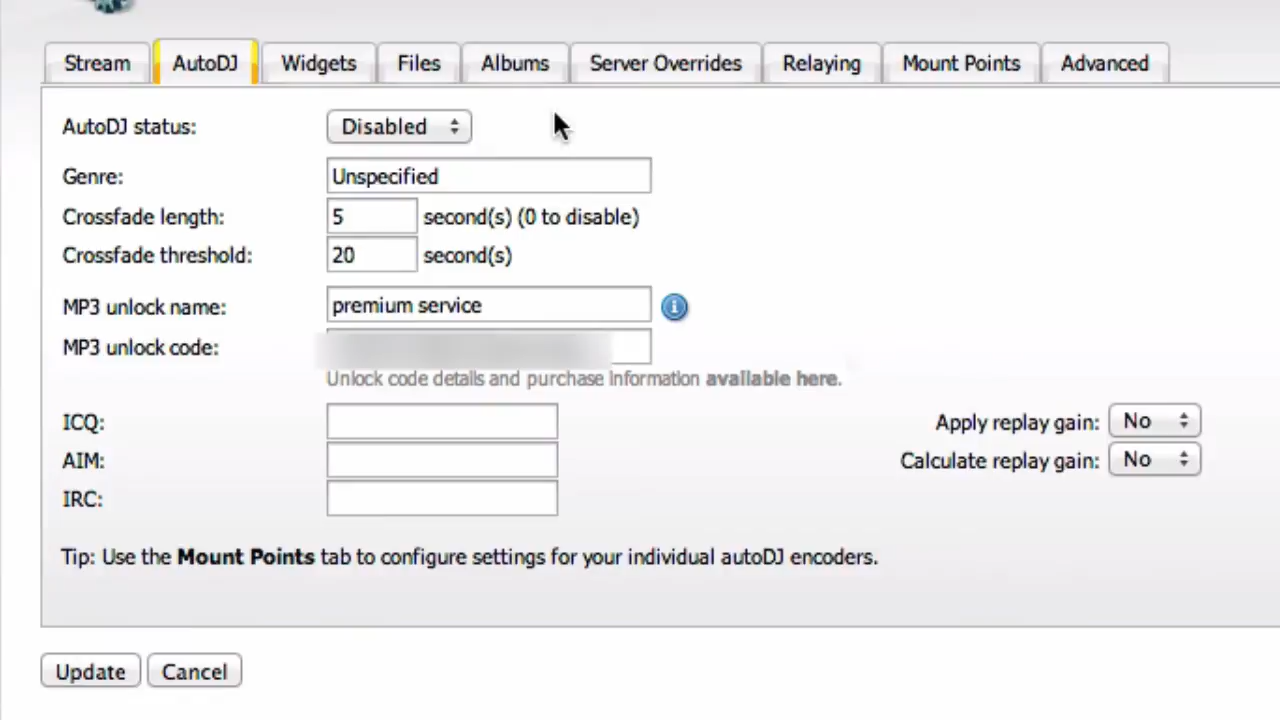 Stream AutoDJ Widgets Files Albums Server Overrides Relaying Mount Points Advanced
AutoDJ status: Disabled
Genre: Unspecified
Crossfade length: 5 second(s) (0 to disable)
Crossfade threshold: 20 second(s)
MP3 unlock name: premium service
MP3 unlock code:
Unlock code details and purchase information available here.
ICQ: Apply replay gain: No
AIM: Calculate replay gain: No
IRC:
Tip: Use the Mount Points tab to configure settings for your individual autoDJ encoders.
Update Cancel